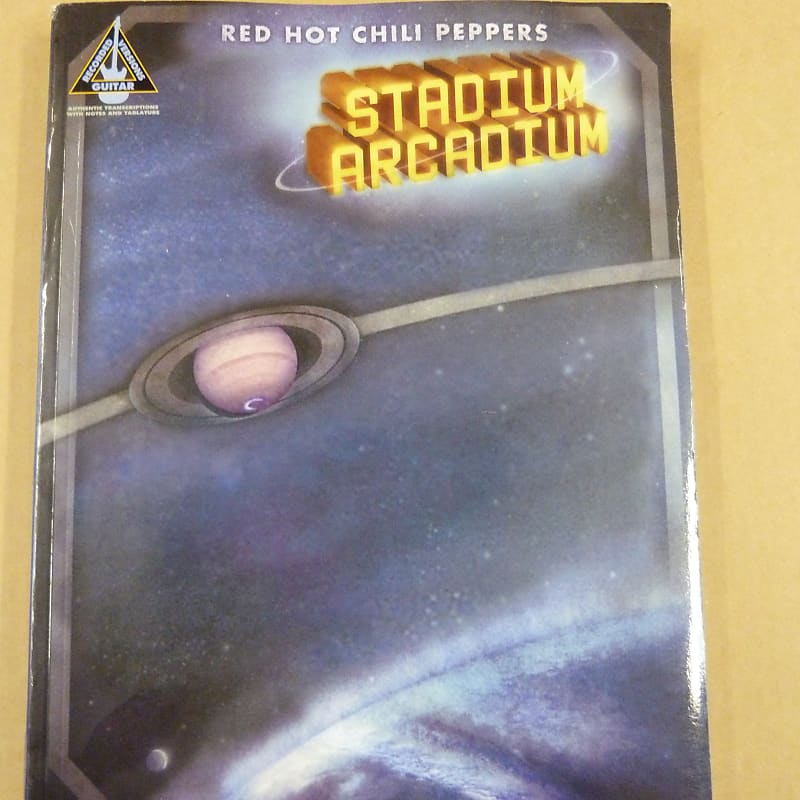 RED HOT CHILI PEPPERS
STADIUM
ARCADIUM
RECORDED VERSIONS
GUITAR
AUTHENTIC TRANSCRIPTIONS
WITH NOTES AND TABLATURE